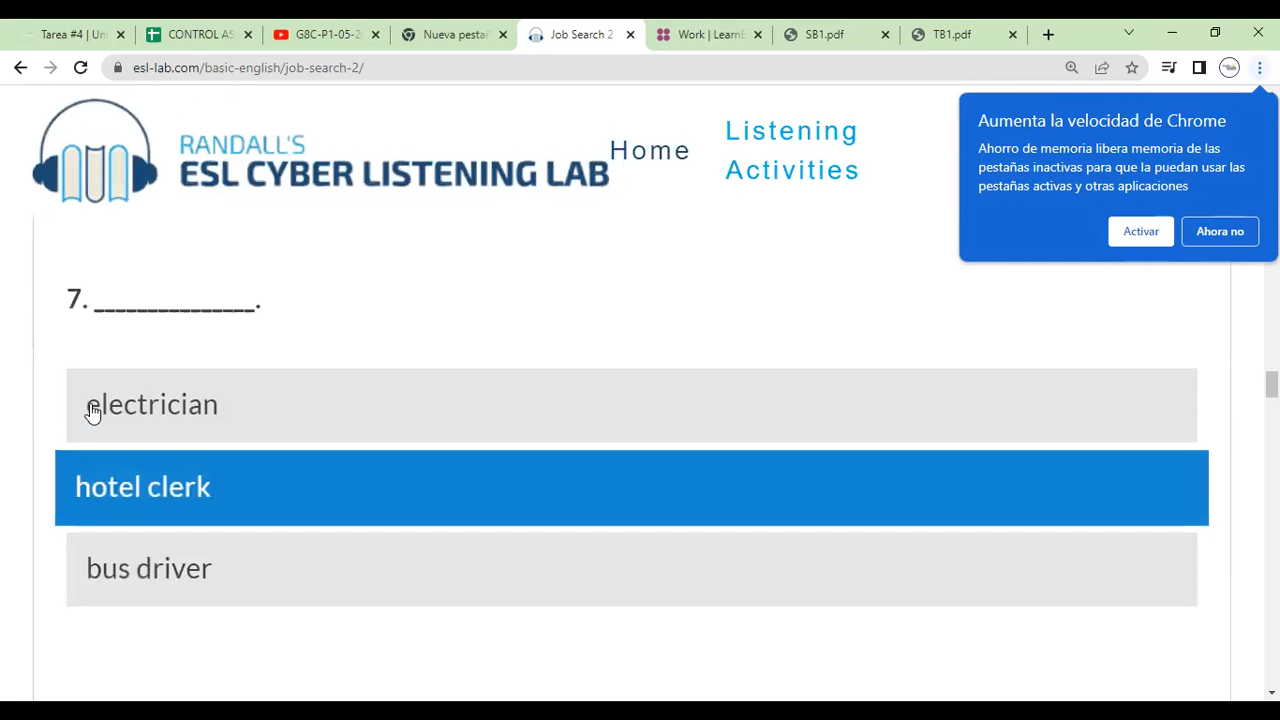 Tarea #4 | Un
CONTROL AS
G8C-P1-05-2
Nueva pestañ
Job Search 2
Work | LearnE
SB1.pdf
TB1.pdf
esl-lab.com/basic-english/job-search-2/
RANDALL'S
ESL CYBER LISTENING LAB
Home
Listening
Activities
Aumenta la velocidad de Chrome
Ahorro de memoria libera memoria de las
pestañas inactivas para que la puedan usar las
pestañas activas y otras aplicaciones
Activar
Ahora no
7. _______________.
electrician
hotel clerk
bus driver